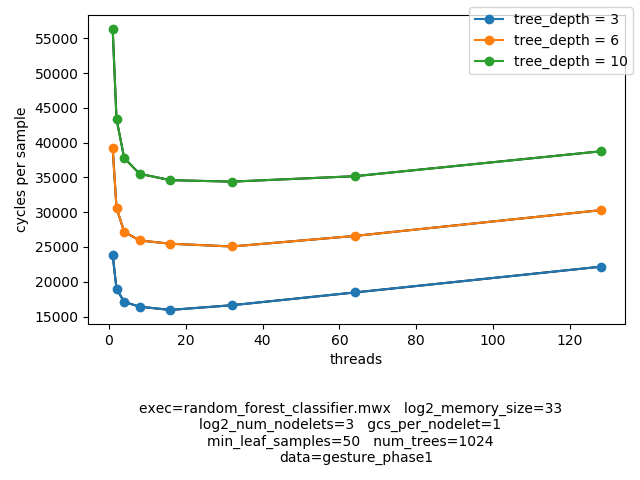 tree_depth = 3
tree_depth = 6
tree_depth = 10
55000
50000
45000
40000
35000
30000
25000
20000
15000
cycles per sample
0 20 40 60 80 100 120
threads
exec=random_forest_classifier.mwx log2_memory_size=33
log2_num_nodelets=3 gcs_per_nodelet=1
min_leaf_samples=50 num_trees=1024
data=gesture_phase1